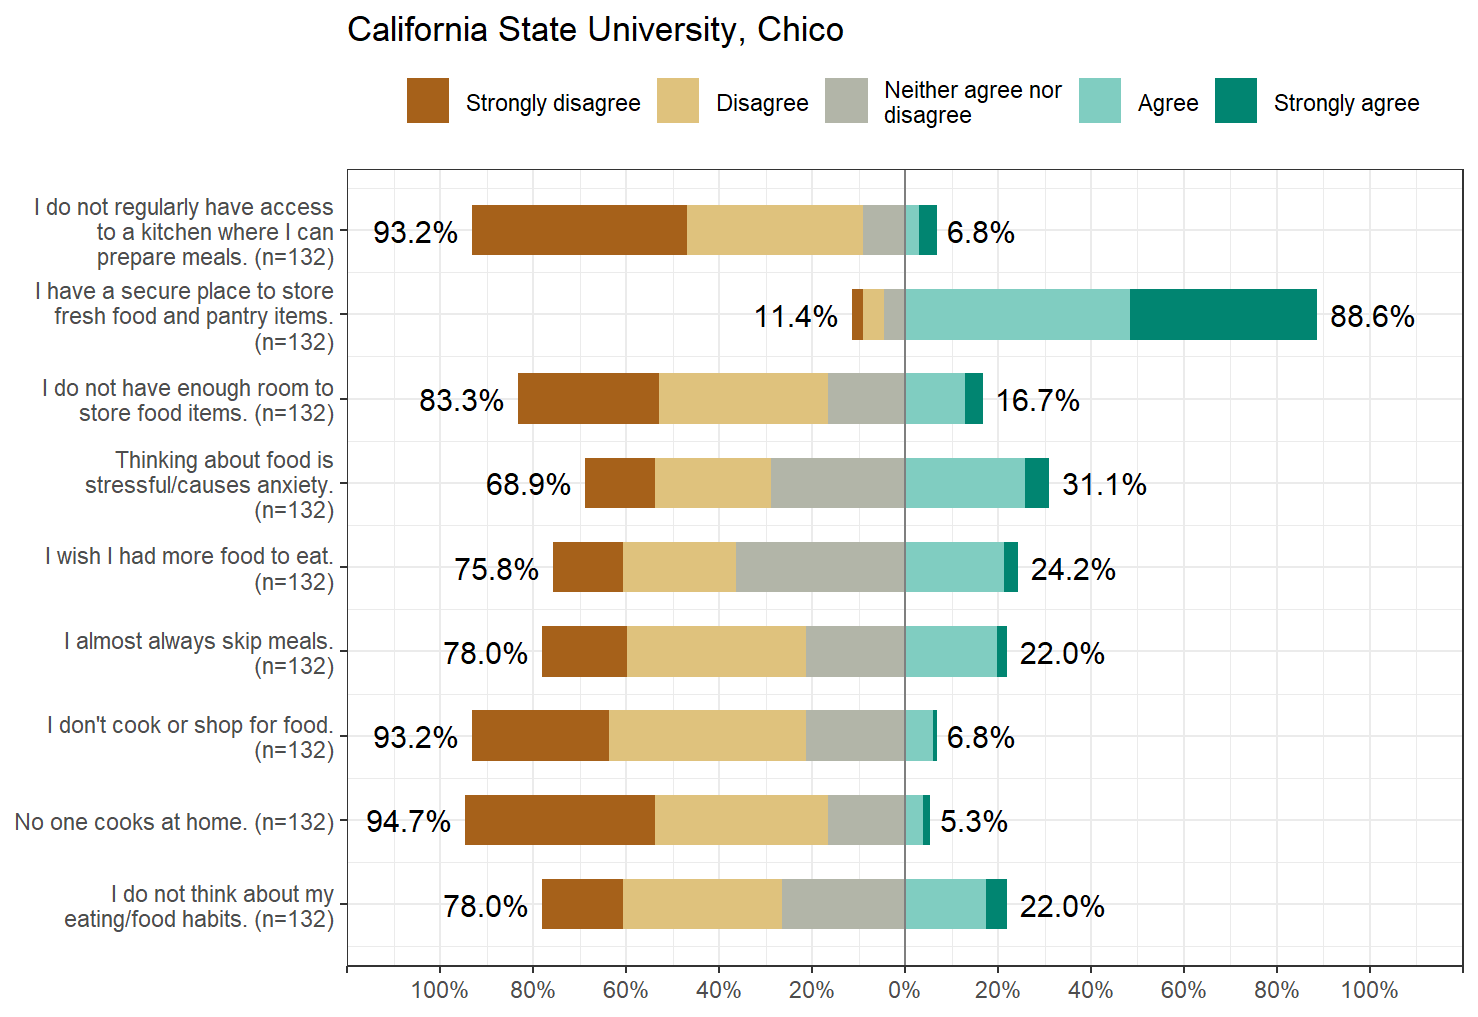 California State University, Chico
Strongly disagree
Disagree
Neither agree nor
disagree
Agree
Strongly agree
I do not regularly have access
to a kitchen where I can
prepare meals. (n=132)
93.2%
6.8%
I have a secure place to store
fresh food and pantry items.
(n=132)
11.4%
88.6%
I do not have enough room to
store food items. (n=132)
83.3%
16.7%
Thinking about food is
stressful/causes anxiety.
(n=132)
68.9%
31.1%
I wish I had more food to eat.
(n=132)
75.8%
24.2%
I almost always skip meals.
(n=132)
78.0%
22.0%
I don't cook or shop for food.
(n=132)
93.2%
6.8%
No one cooks at home. (n=132)
94.7%
5.3%
I do not think about my
eating/food habits. (n=132)
78.0%
22.0%
100% 80% 60% 40% 20% 0% 20% 40% 60% 80% 100%